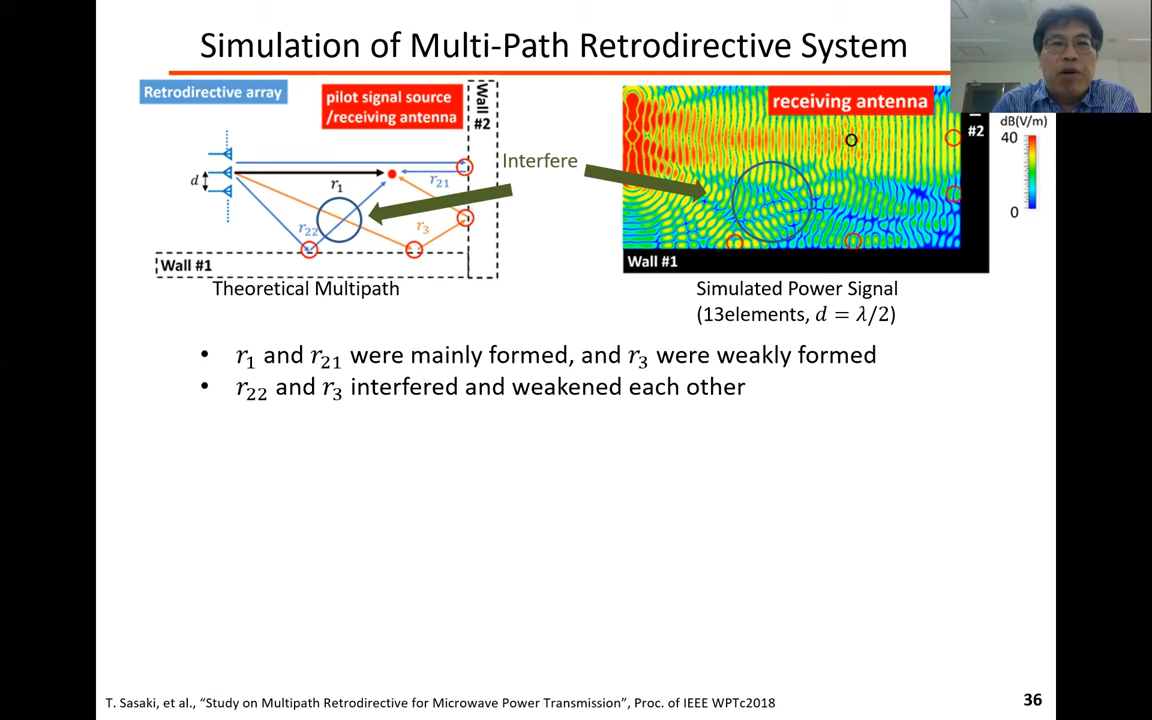 Simulation of Multi-Path Retrodirective System
Retrodirective array
pilot signal source
/receiving antenna
Wall
#2
d
r₁
r₂₁
r₂₂
r₃
Wall #1
Theoretical Multipath
Interfere
receiving antenna
#2
dB(V/m)
40
0
Wall #1
Simulated Power Signal
(13elements, d = λ/2)
• r₁ and r₂₁ were mainly formed, and r₃ were weakly formed
• r₂₂ and r₃ interfered and weakened each other
T. Sasaki, et al., “Study on Multipath Retrodirective for Microwave Power Transmission”, Proc. of IEEE WPTc2018
36